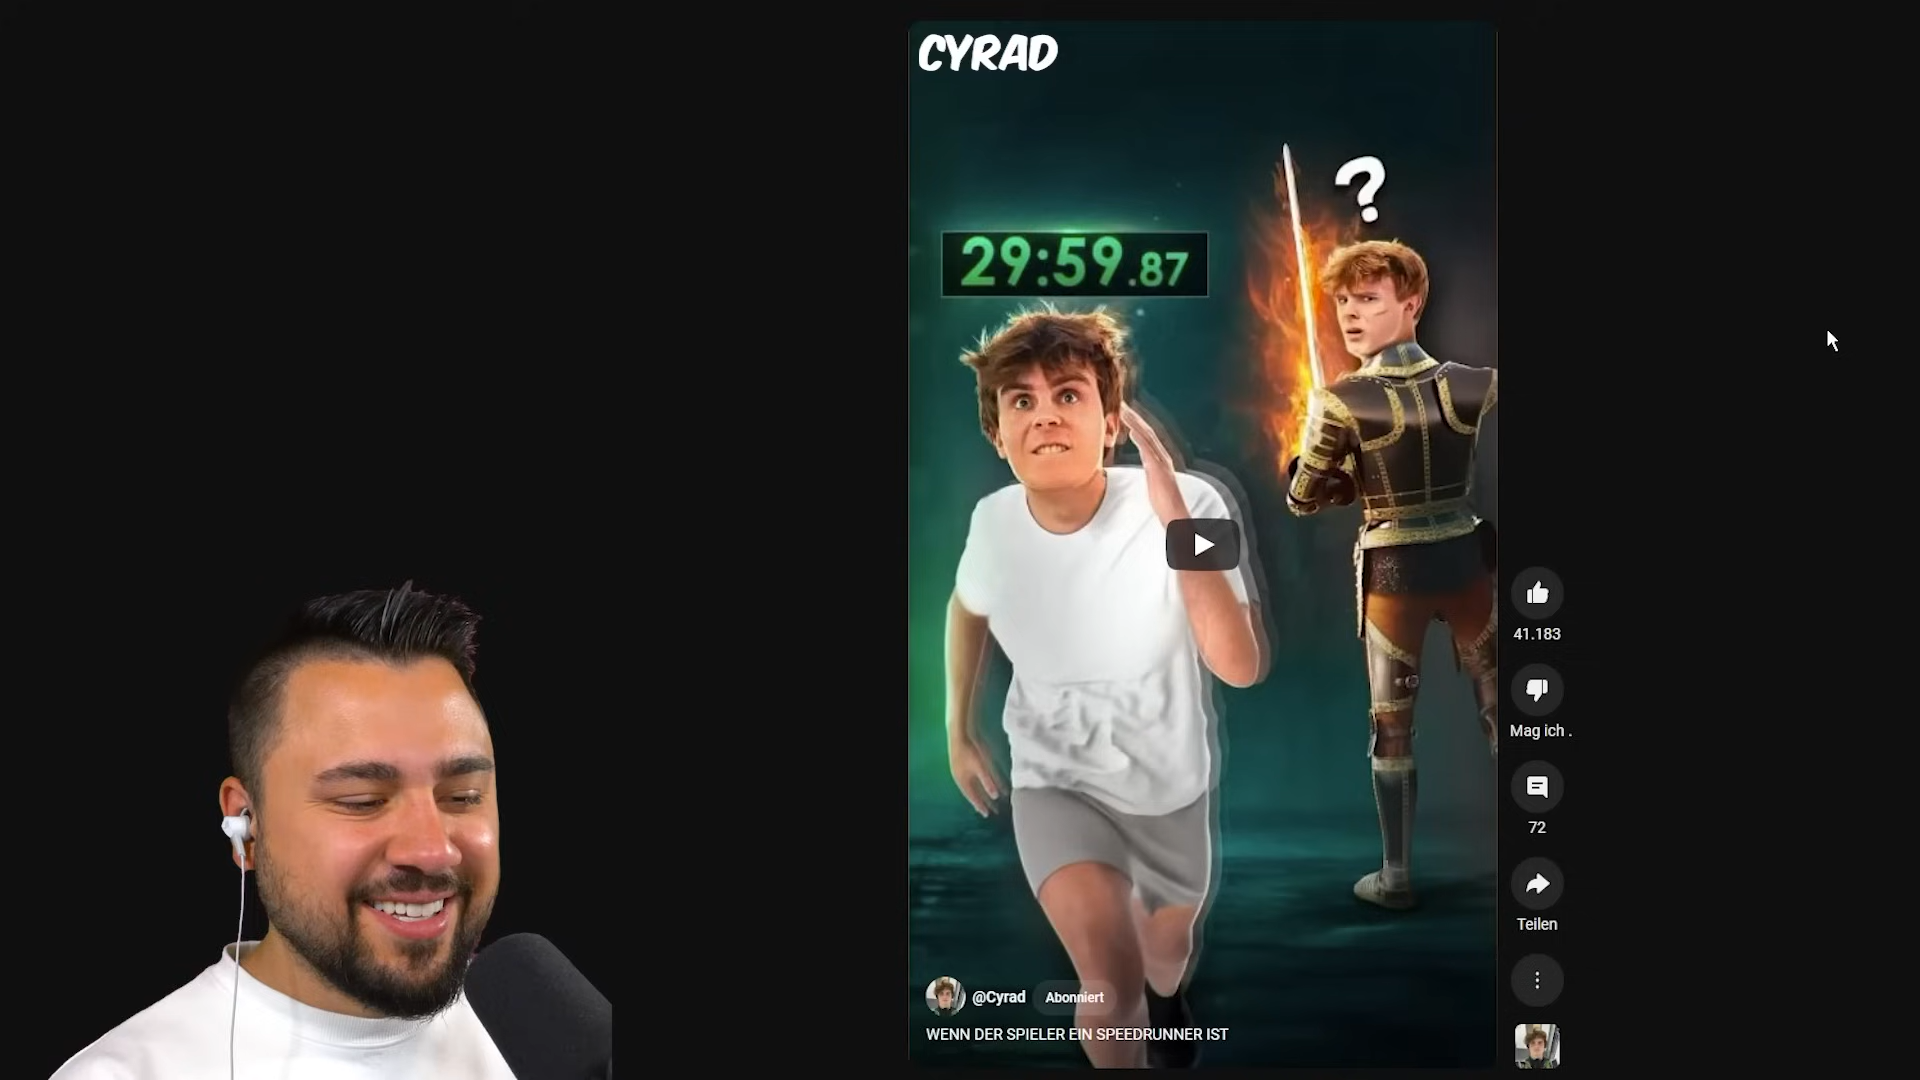 CYRAD
?
29:59.87
41.183
Mag ich .
72
Teilen
@Cyrad Abonniert
WENN DER SPIELER EIN SPEEDRUNNER IST